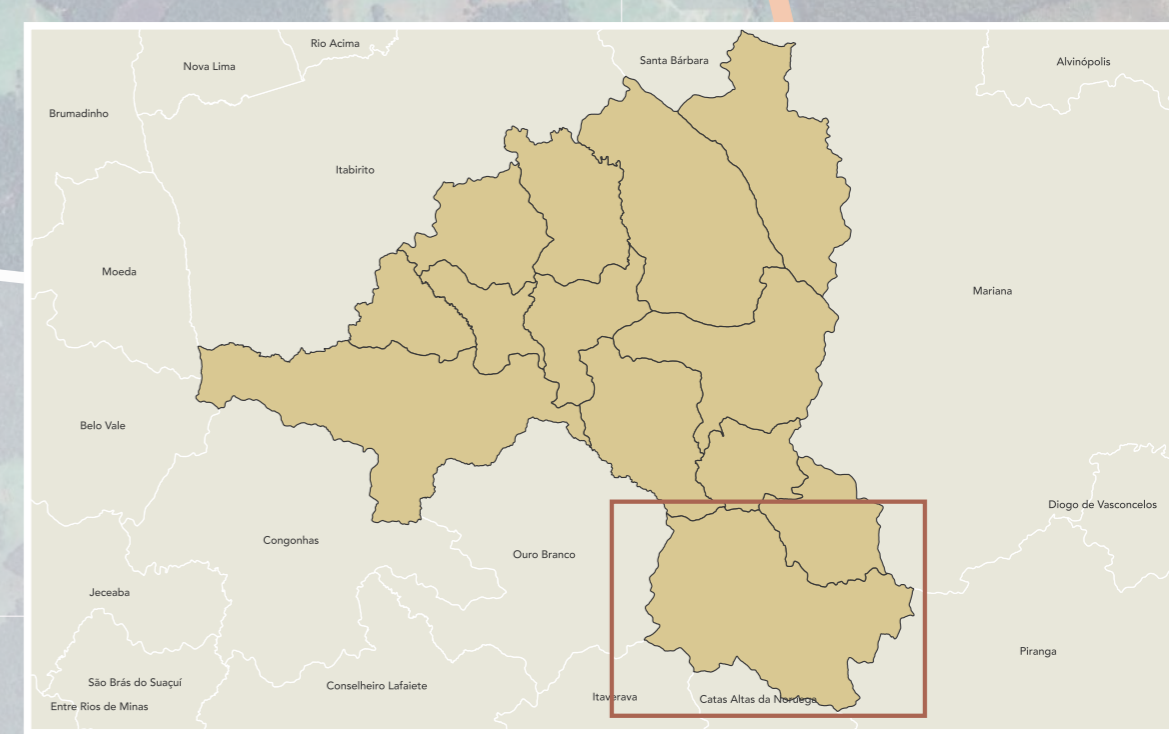 Rio Acima
Nova Lima
Santa Bárbara
Alvinópolis
Brumadinho
Itabirito
Moeda
Mariana
Belo Vale
Diogo de Vasconcelos
Congonhas
Ouro Branco
Jeceaba
Piranga
São Brás do Suaçuí
Conselheiro Lafaiete
Itaverava
Catas Altas da Noruega
Entre Rios de Minas